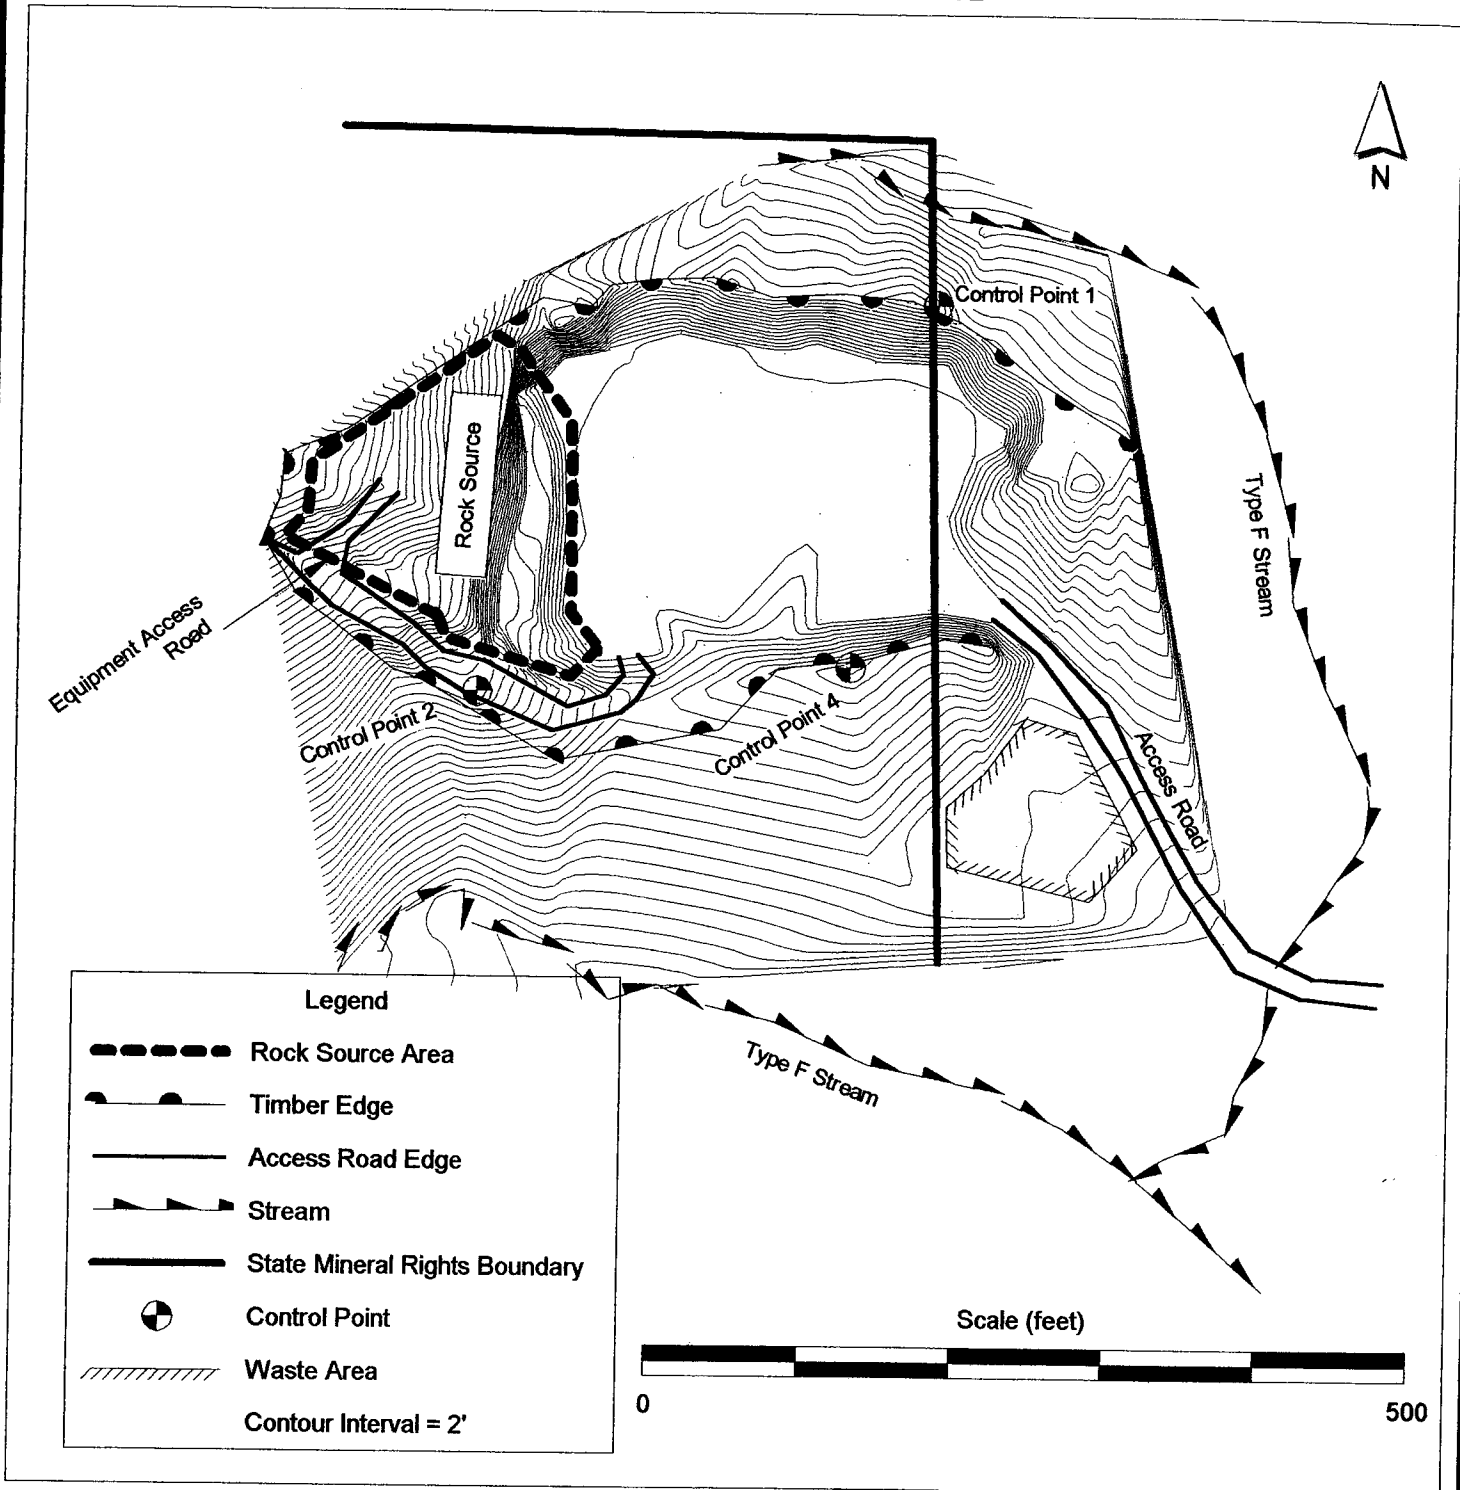 N
Control Point 1
Rock Source
Type F Stream
Equipment Access
Road
Control Point 2
Control Point 4
Access Road
Type F Stream
Legend
Rock Source Area
Timber Edge
Access Road Edge
Stream
State Mineral Rights Boundary
Control Point
Waste Area
Contour Interval = 2'
Scale (feet)
0
500